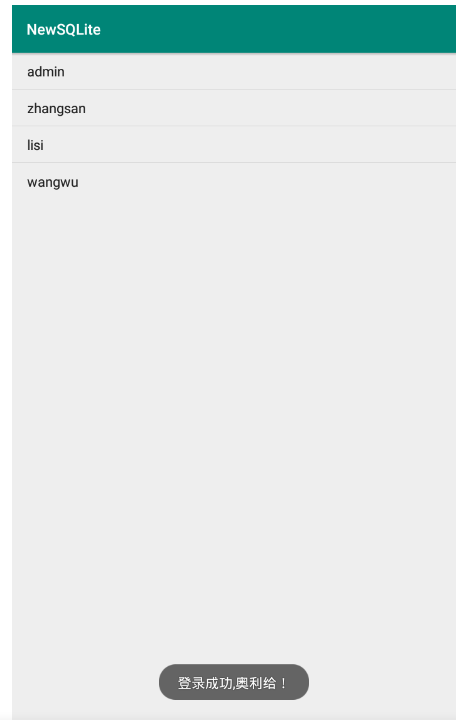 NewSQLite
admin
zhangsan
lisi
wangwu
登录成功,奥利给！